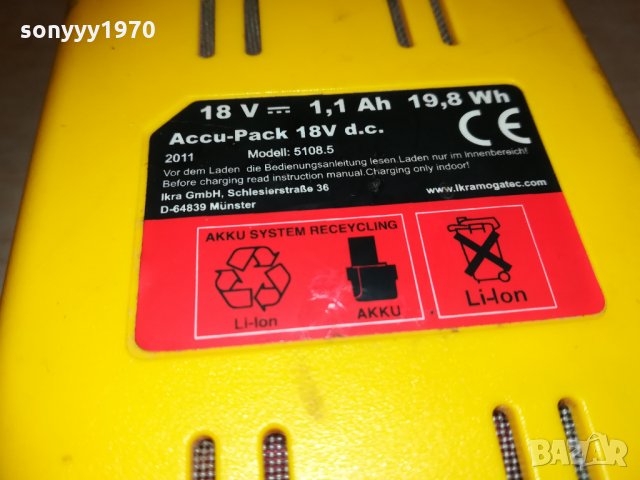 sonyyy1970
18 V 1,1 Ah 19,8 Wh
Accu-Pack 18V d.c.
CE
2011 Modell: 5108.5
Vor dem Laden die Bedienungsanleitung lesen.Laden nur im Innenbereich!
Before charging read instruction manual.Charging only indoor!
Ikra GmbH, Schlesierstraße 36
www.Ikramogatec.com
D-64839 Münster
AKKU SYSTEM RECEYCLING
Li-Ion AKKU
Li-Ion
BAZAR